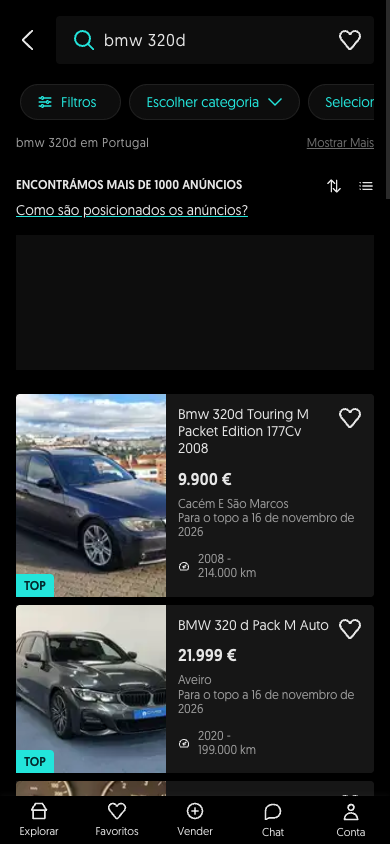 bmw 320d
Filtros
Escolher categoria
Selecior
bmw 320d em Portugal
Mostrar Mais
ENCONTRÁMOS MAIS DE 1000 ANÚNCIOS
Como são posicionados os anúncios?
Bmw 320d Touring M
Packet Edition 177Cv
2008
9.900 €
Cacém E São Marcos
Para o topo a 16 de novembro de
2026
2008 -
214.000 km
TOP
BMW 320 d Pack M Auto
21.999 €
Aveiro
Para o topo a 16 de novembro de
2026
2020 -
199.000 km
TOP
Explorar
Favoritos
Vender
Chat
Conta